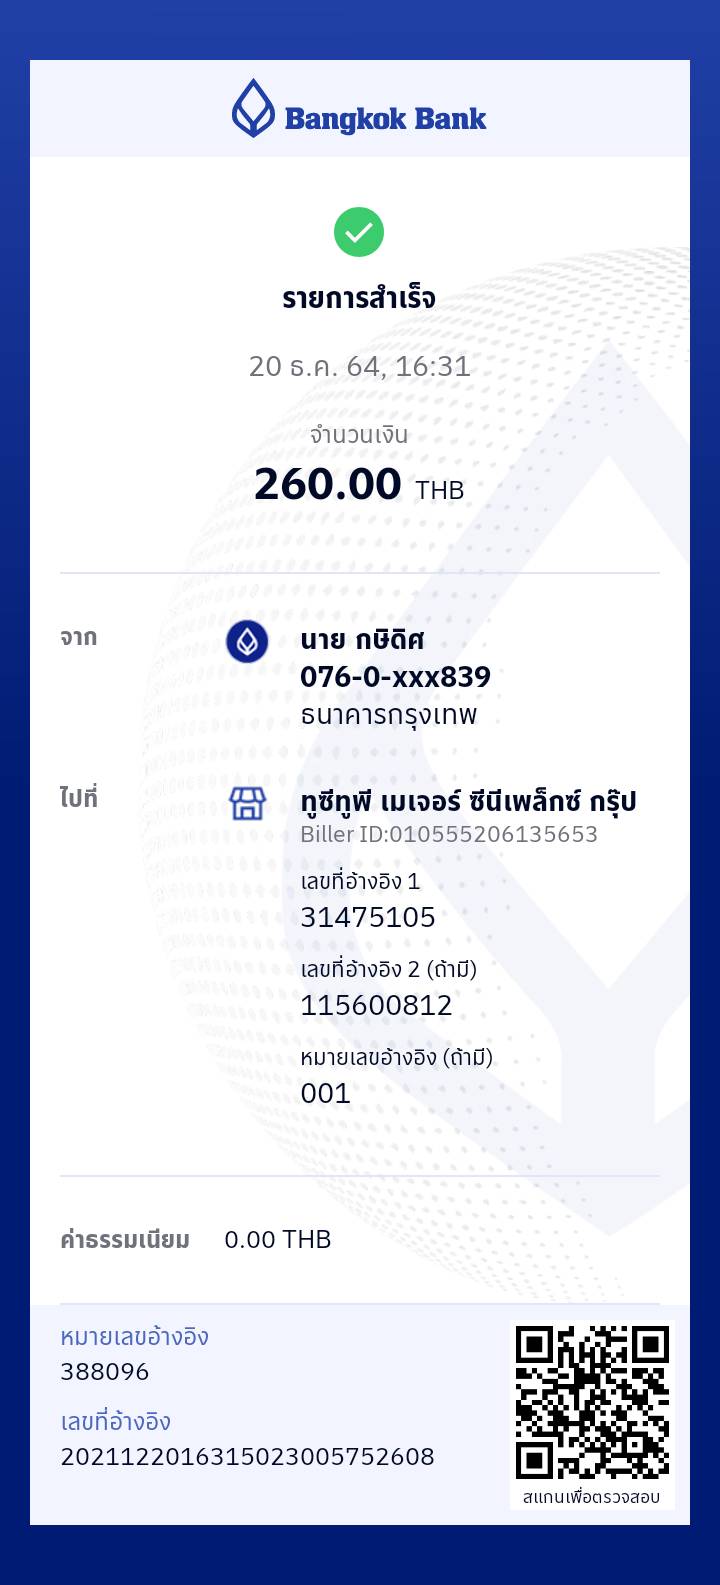 Bangkok Bank
รายการสำเร็จ
20 ธ.ค. 64, 16:31
จำนวนเงิน
260.00 THB
จาก
นาย กษิดิศ
076-0-xxx839
ธนาคารกรุงเทพ
ไปที่
ทูซีทูพี เมเจอร์ ซีนีเพล็กซ์ กรุ๊ป
Biller ID:010555206135653
เลขที่อ้างอิง 1
31475105
เลขที่อ้างอิง 2 (ถ้ามี)
115600812
หมายเลขอ้างอิง (ถ้ามี)
001
ค่าธรรมเนียม 0.00 THB
หมายเลขอ้างอิง
388096
เลขที่อ้างอิง
2021122016315023005752608
สแกนเพื่อตรวจสอบ